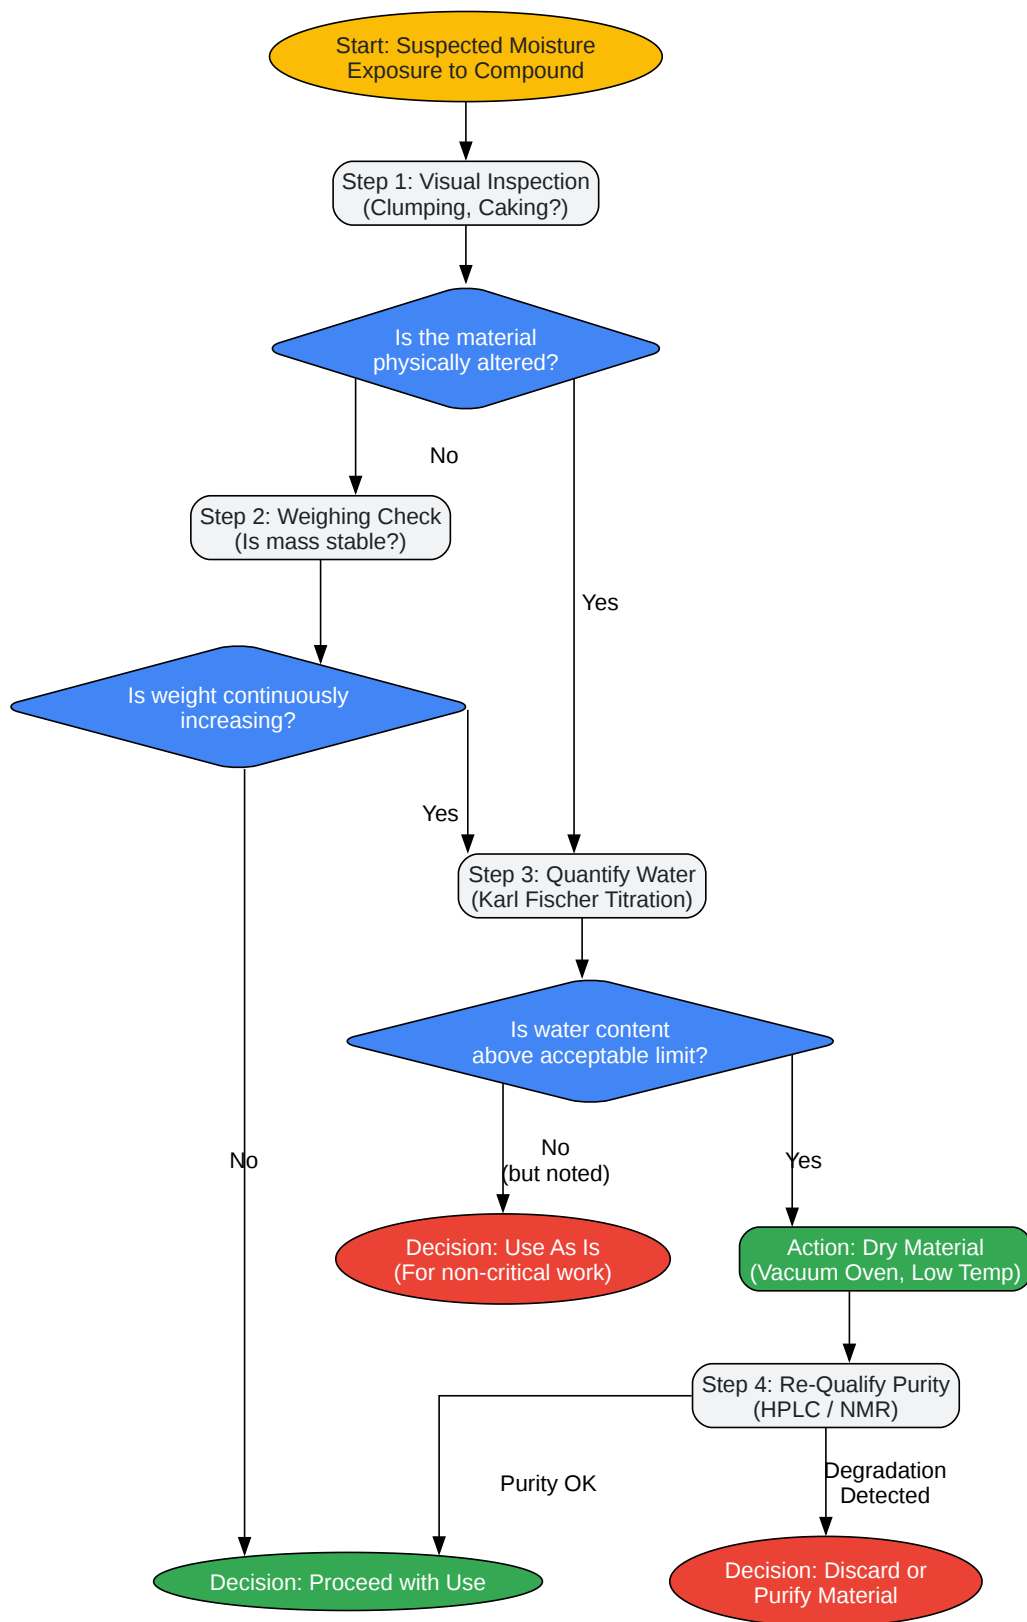 Start: Suspected Moisture
Exposure to Compound
Step 1: Visual Inspection
(Clumping, Caking?)
Is the material
physically altered?
No
Step 2: Weighing Check
(Is mass stable?)
Yes
Is weight continuously
increasing?
Yes
Step 3: Quantify Water
(Karl Fischer Titration)
Is water content
above acceptable limit?
No
No
(but noted)
Yes
Decision: Use As Is
(For non-critical work)
Action: Dry Material
(Vacuum Oven, Low Temp)
Step 4: Re-Qualify Purity
(HPLC / NMR)
Purity OK
Degradation
Detected
Decision: Proceed with Use
Decision: Discard or
Purify Material